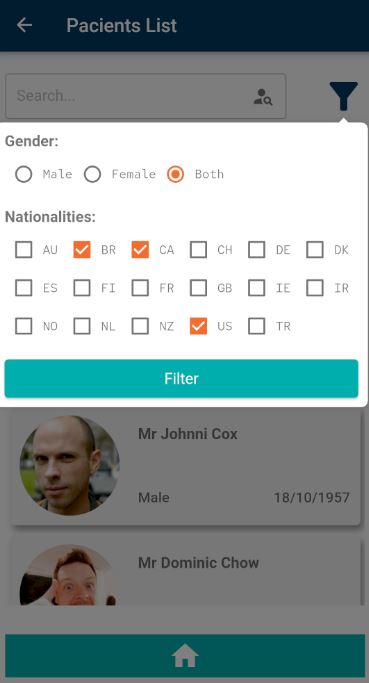 Pacients List
Search...
Gender:
Male Female Both
Nationalities:
AU BR CA CH DE DK
ES FI FR GB IE IR
NO NL NZ US TR
Filter
Mr Johnni Cox
Male 18/10/1957
Mr Dominic Chow